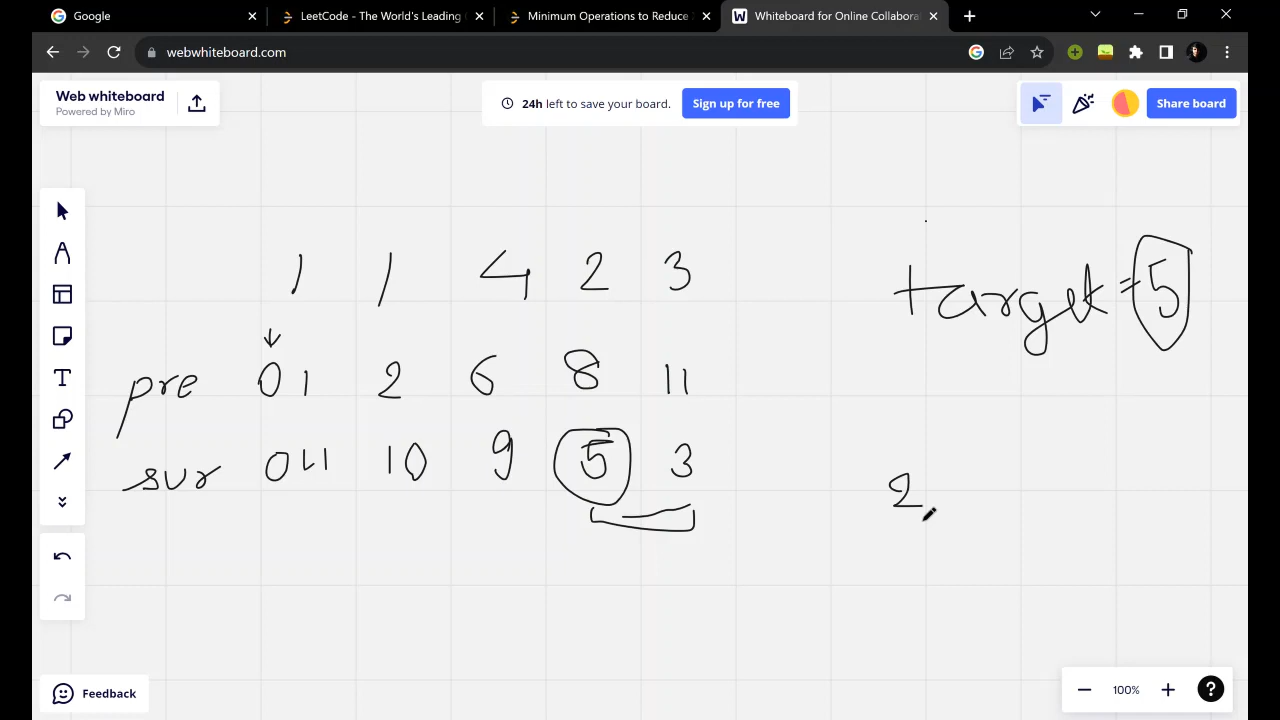 Google
LeetCode - The World's Leading
Minimum Operations to Reduce
Whiteboard for Online Collabora
webwhiteboard.com
Web whiteboard
Powered by Miro
24h left to save your board.
Sign up for free
Share board
1 1 4 2 3
target=5
pre 0 1 2 6 8 11
sur 0 11 10 9 5 3
2
Feedback
100%